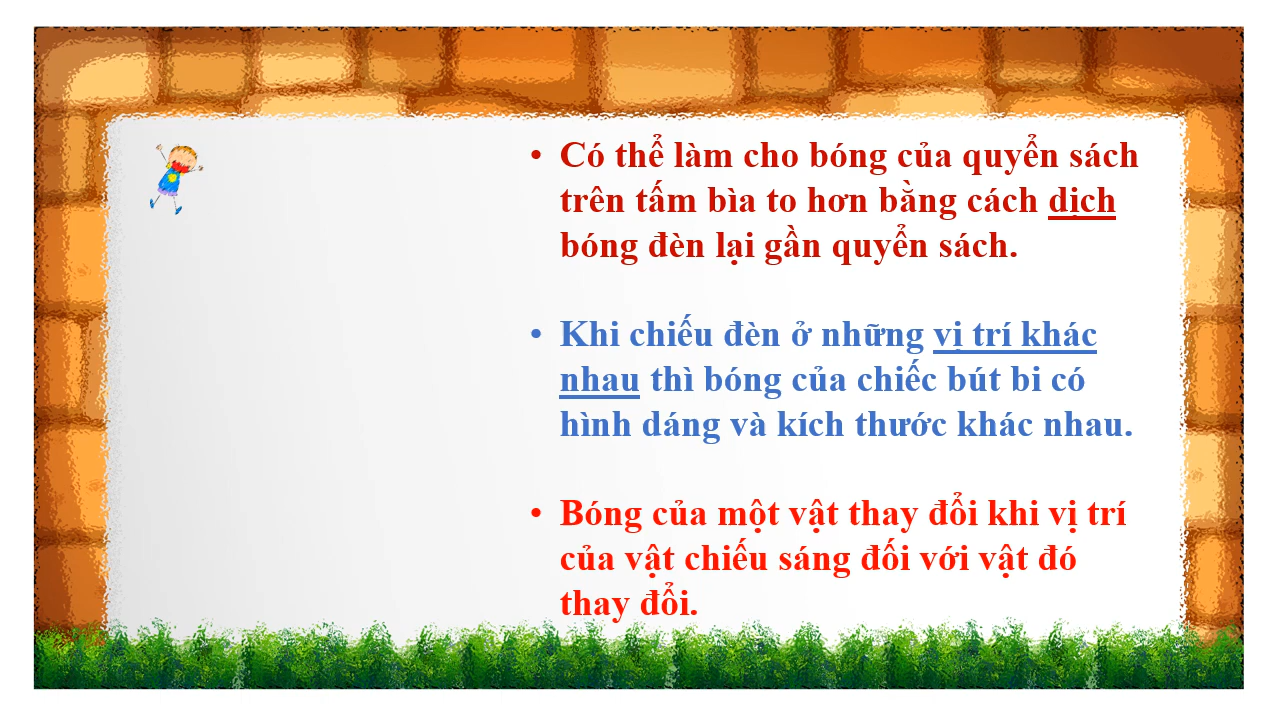 • Có thể làm cho bóng của quyển sách
trên tấm bìa to hơn bằng cách dịch
bóng đèn lại gần quyển sách.
• Khi chiếu đèn ở những vị trí khác
nhau thì bóng của chiếc bút bi có
hình dáng và kích thước khác nhau.
• Bóng của một vật thay đổi khi vị trí
của vật chiếu sáng đối với vật đó
thay đổi.